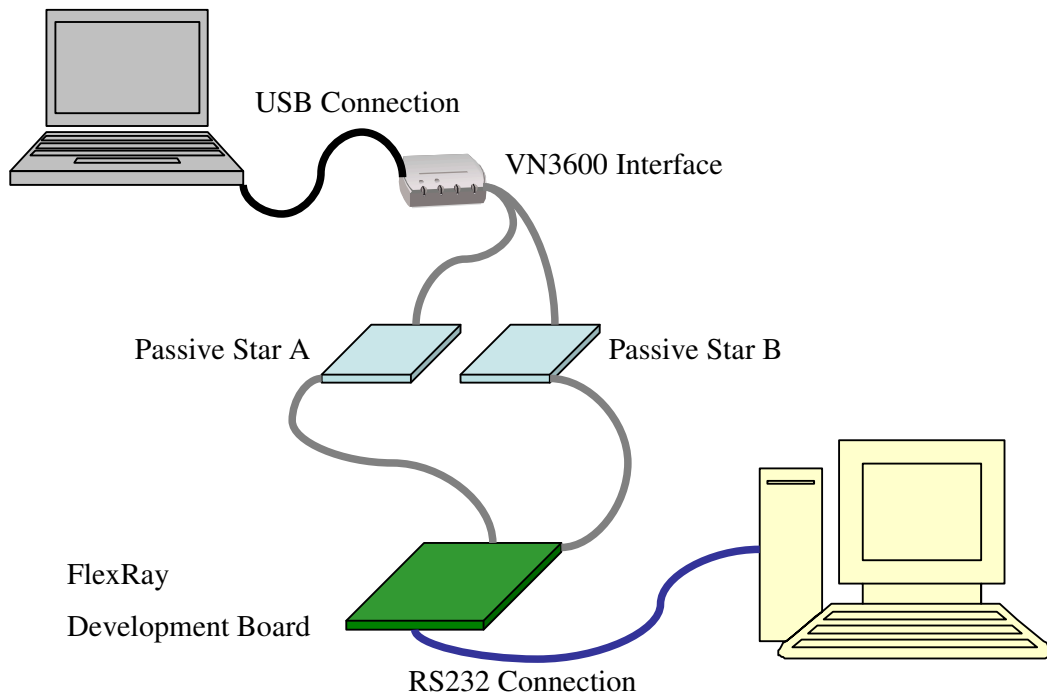 USB Connection
VN3600 Interface
Passive Star A
Passive Star B
FlexRay
Development Board
RS232 Connection